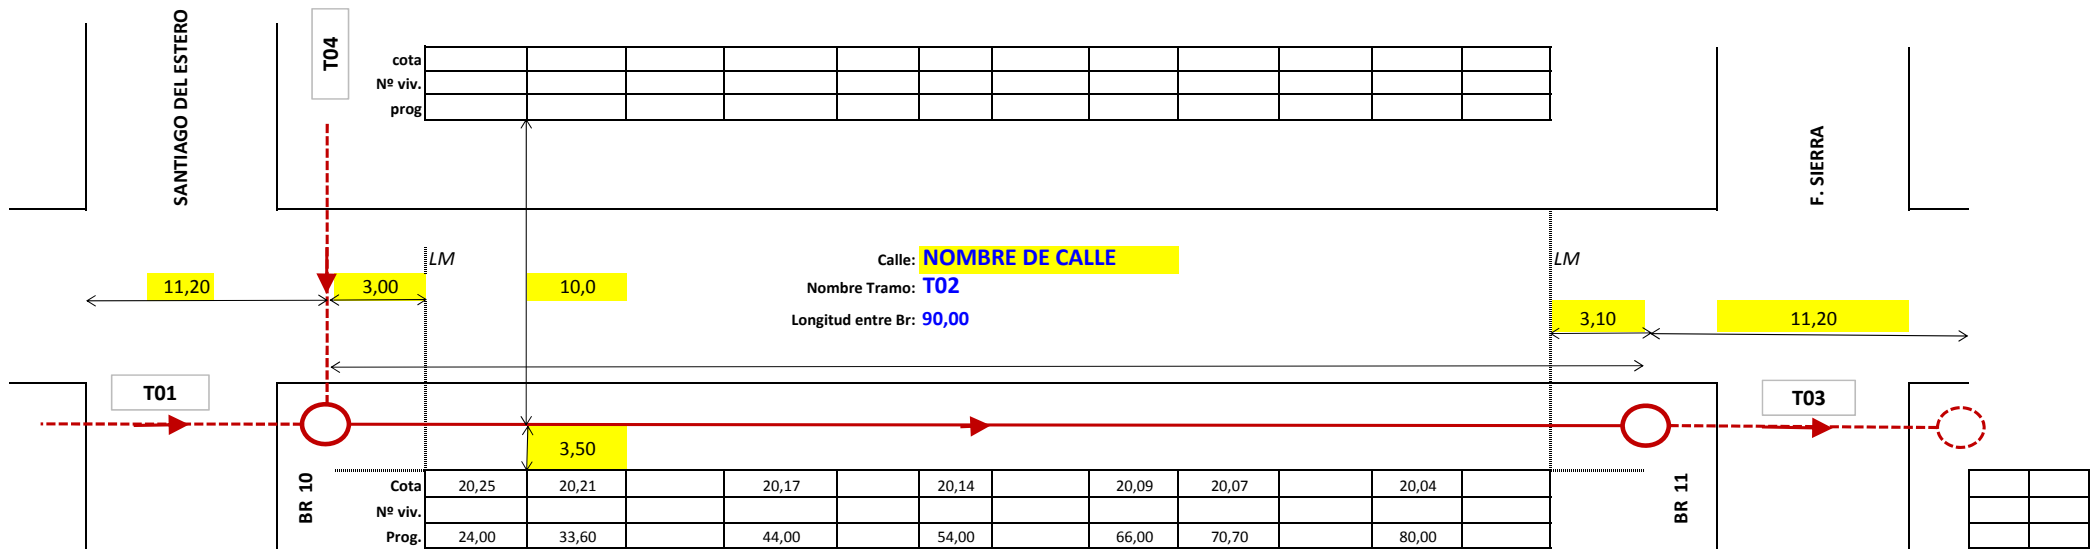 SANTIAGO DEL ESTERO
T04
cota
Nº viv.
prog
F. SIERRA
LM
Calle: NOMBRE DE CALLE
LM
11,20
3,00
10,0
Nombre Tramo: T02
Longitud entre Br: 90,00
3,10
11,20
T01
T03
3,50
BR 10
BR 11
Cota 20,25 20,21 20,17 20,14 20,09 20,07 20,04
Nº viv.
Prog. 24,00 33,60 44,00 54,00 66,00 70,70 80,00